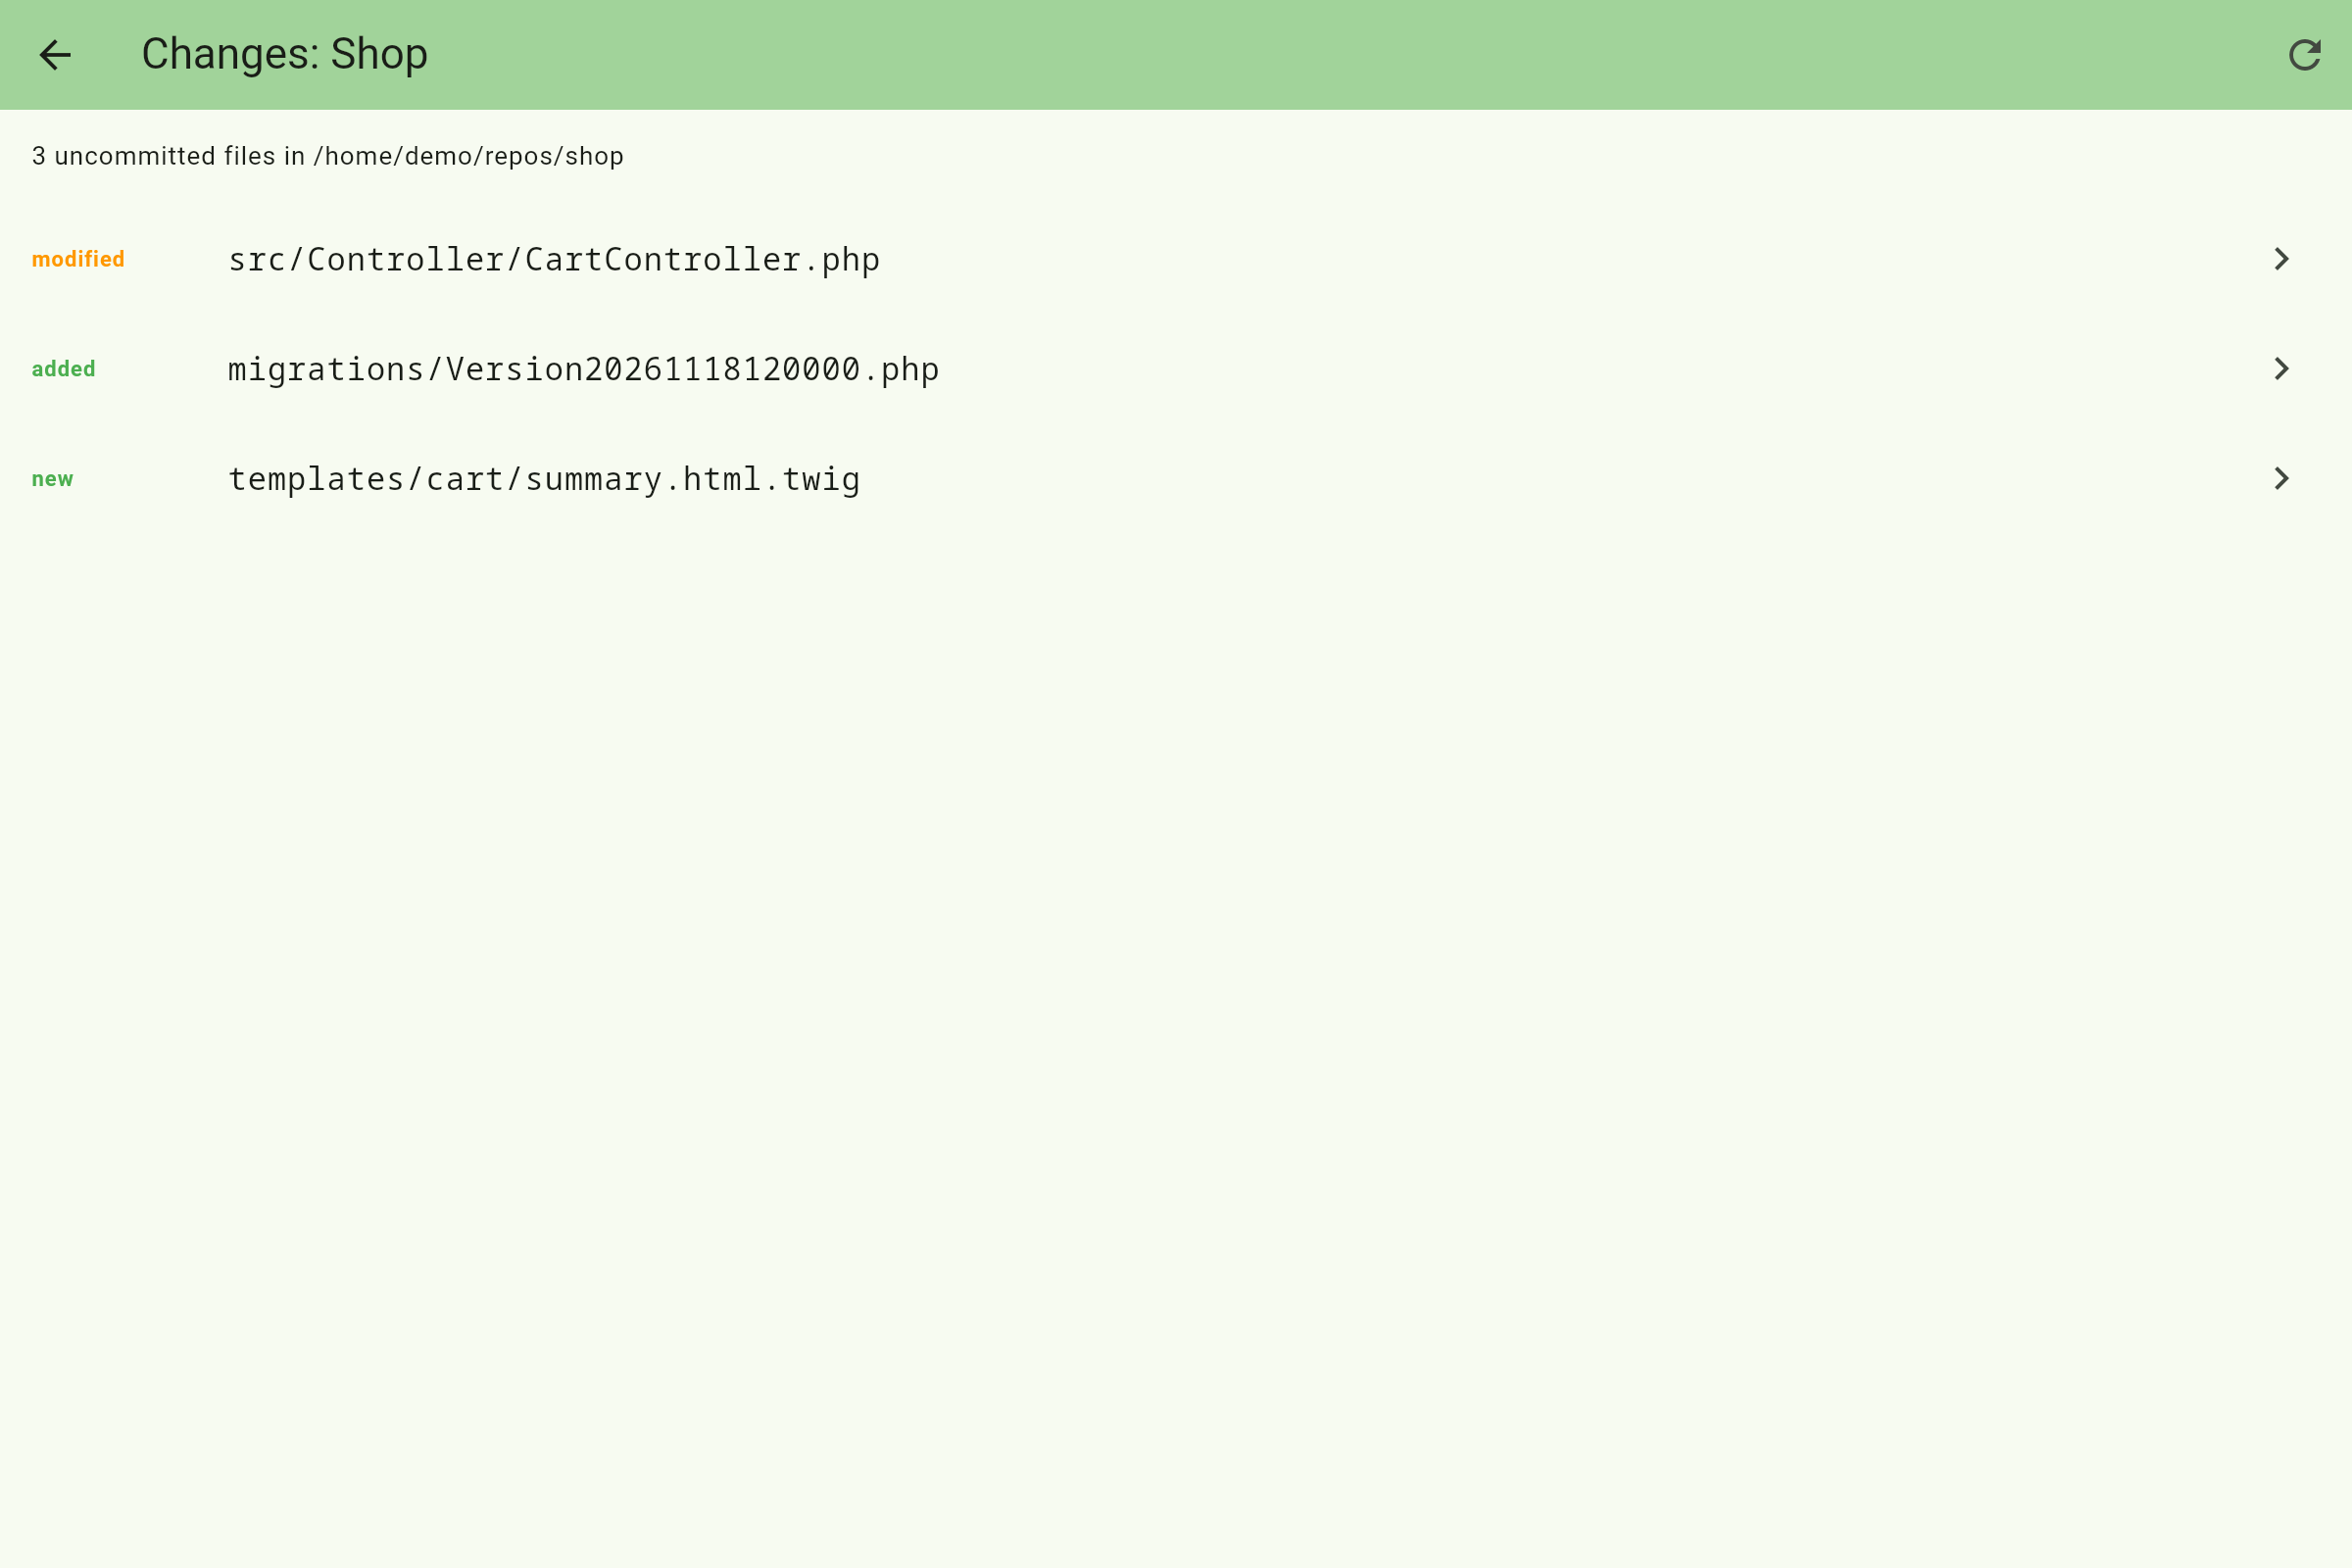 Changes: Shop
3 uncommitted files in /home/demo/repos/shop
modified src/Controller/CartController.php
added migrations/Version20261118120000.php
new templates/cart/summary.html.twig